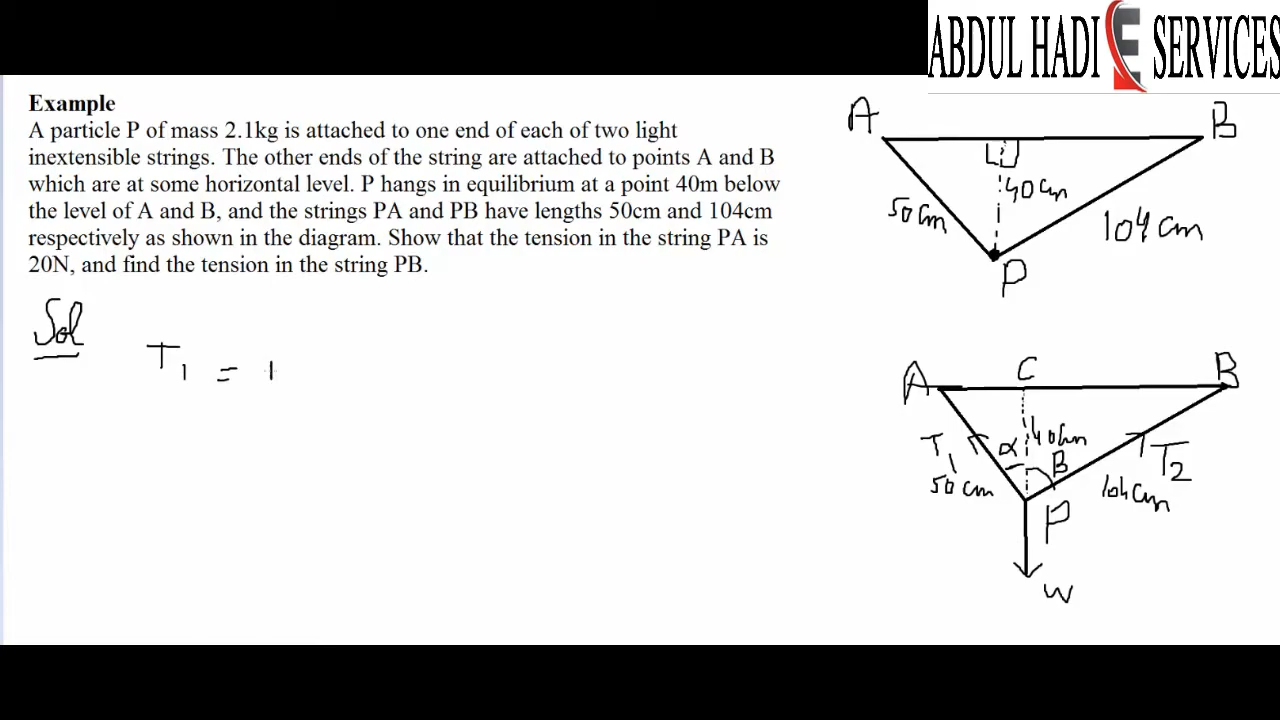 ABDUL HADI E SERVICES
Example
A particle P of mass 2.1kg is attached to one end of each of two light
inextensible strings. The other ends of the string are attached to points A and B
which are at some horizontal level. P hangs in equilibrium at a point 40m below
the level of A and B, and the strings PA and PB have lengths 50cm and 104cm
respectively as shown in the diagram. Show that the tension in the string PA is
20N, and find the tension in the string PB.
A B
40cm
50cm 104cm
P
Sol
T1 =
A C B
T1 α 40cm B T2
50cm 104cm
P
W